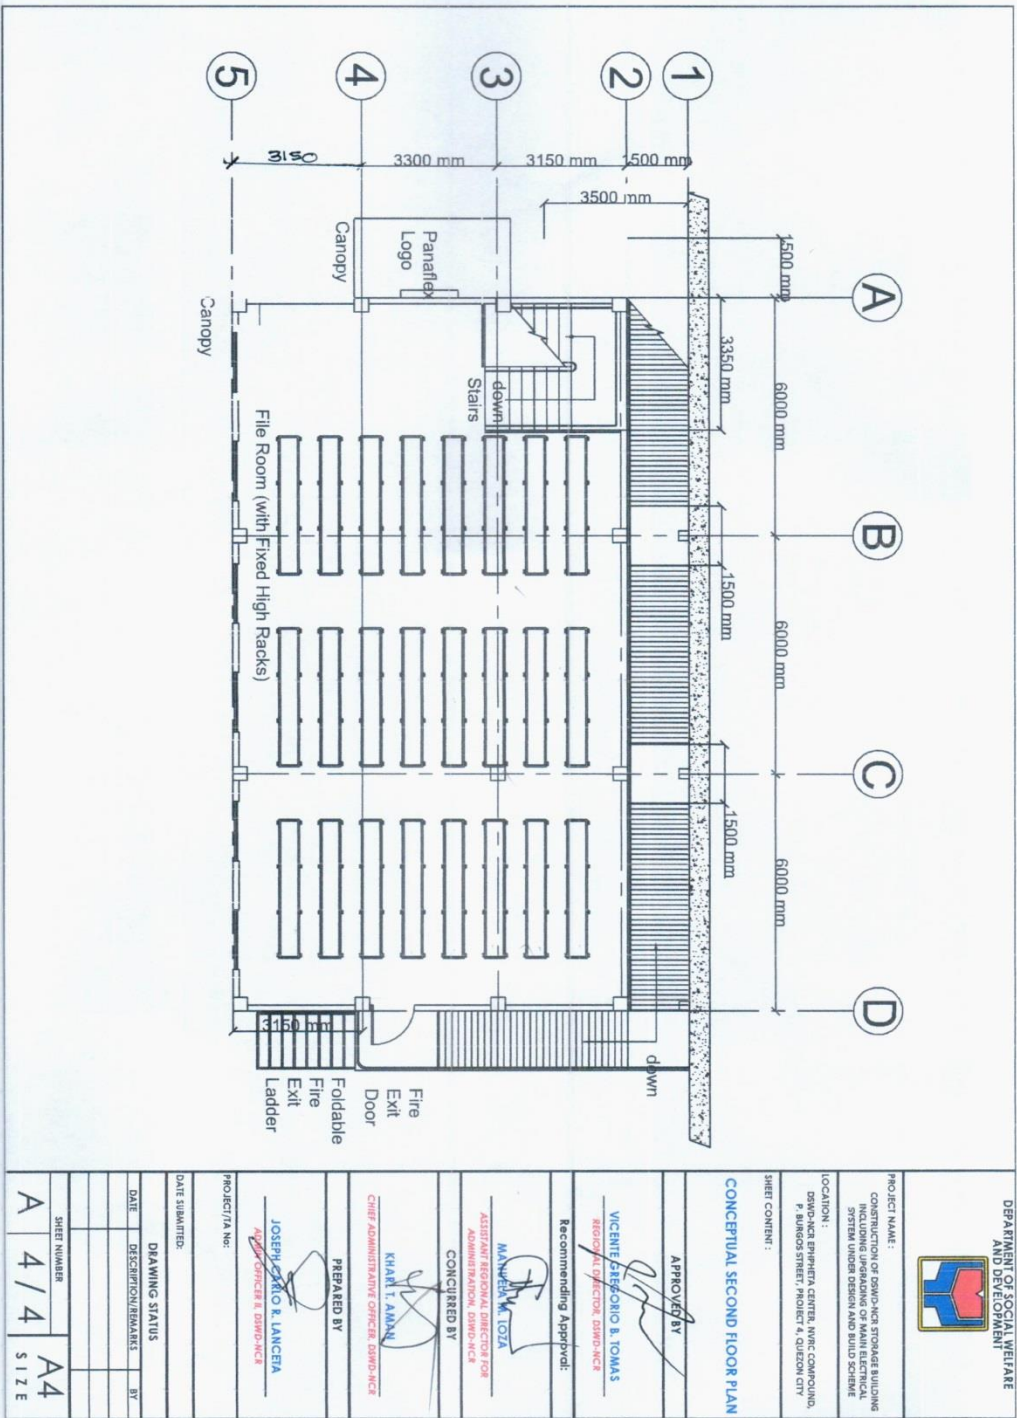 A
B
C
D
1500 mm
6000 mm
6000 mm
6000 mm
3350 mm
1500 mm
1500 mm
1
2
3
4
5
1500 mm
3150 mm
3300 mm
3150
3500 mm
Panaflex
Logo
Canopy
Canopy
down
Stairs
File Room (with Fixed High Racks)
down
3150 mm
Fire
Exit
Door
Foldable
Fire
Exit
Ladder
DEPARTMENT OF SOCIAL WELFARE
AND DEVELOPMENT
PROJECT NAME :
CONSTRUCTION OF DSWD-NCR STORAGE BUILDING
INCLUDING UPGRADING OF MAIN ELECTRICAL
SYSTEM UNDER DESIGN AND BUILD SCHEME
LOCATION :
DSWD-NCR EPHPHETA CENTER, NVRC COMPOUND,
P. BURGOS STREET, PROJECT 4, QUEZON CITY
SHEET CONTENT :
CONCEPTUAL SECOND FLOOR PLAN
APPROVED BY
VICENTE GREGORIO B. TOMAS
REGIONAL DIRECTOR, DSWD-NCR
Recommending Approval:
MANUELA M. LOZA
ASSISTANT REGIONAL DIRECTOR FOR
ADMINISTRATION, DSWD-NCR
CONCURRED BY
KHAR T. AMAN
CHIEF ADMINISTRATIVE OFFICER, DSWD-NCR
PREPARED BY
JOSEPH CARLO R. LANCETA
ADMIN OFFICER II, DSWD-NCR
PROJECT/TA No:
DATE SUBMITTED:
DRAWING STATUS
DATE DESCRIPTION/REMARKS BY
SHEET NUMBER
A 4/4 A4
SIZE